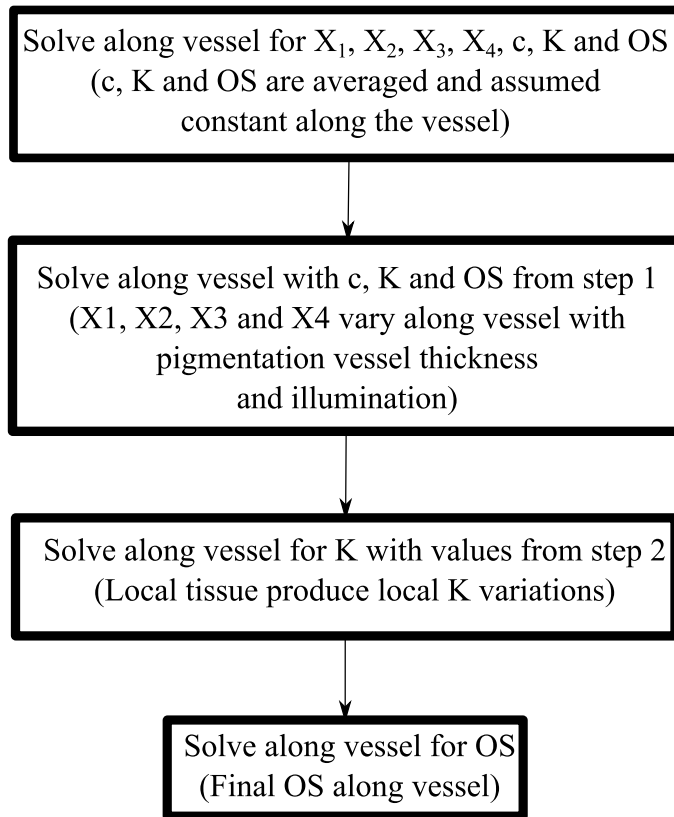 Solve along vessel for X₁, X₂, X₃, X₄, c, K and OS
(c, K and OS are averaged and assumed
constant along the vessel)
Solve along vessel with c, K and OS from step 1
(X1, X2, X3 and X4 vary along vessel with
pigmentation vessel thickness
and illumination)
Solve along vessel for K with values from step 2
(Local tissue produce local K variations)
Solve along vessel for OS
(Final OS along vessel)